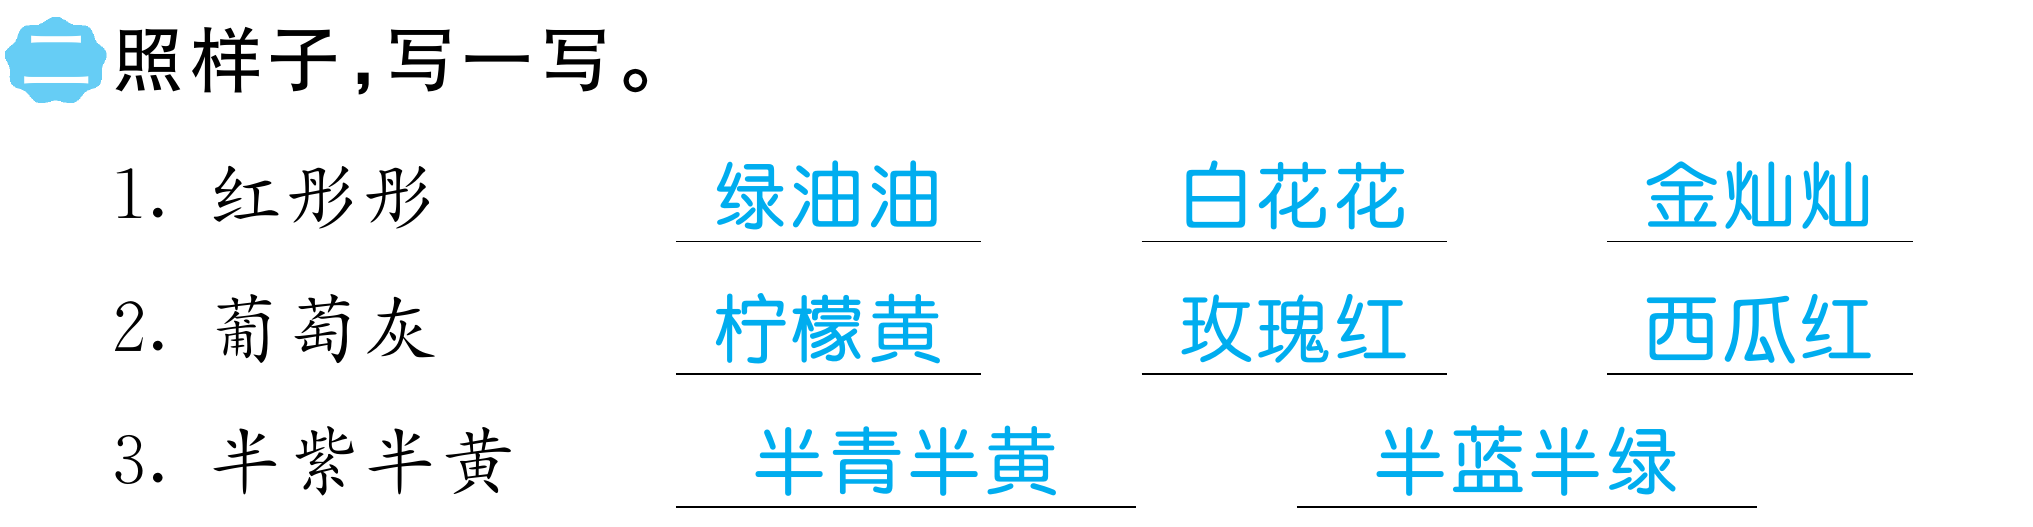 二 照样子,写一写。
1. 红彤彤 绿油油 白花花 金灿灿
2. 葡萄灰 柠檬黄 玫瑰红 西瓜红
3. 半紫半黄 半青半黄 半蓝半绿